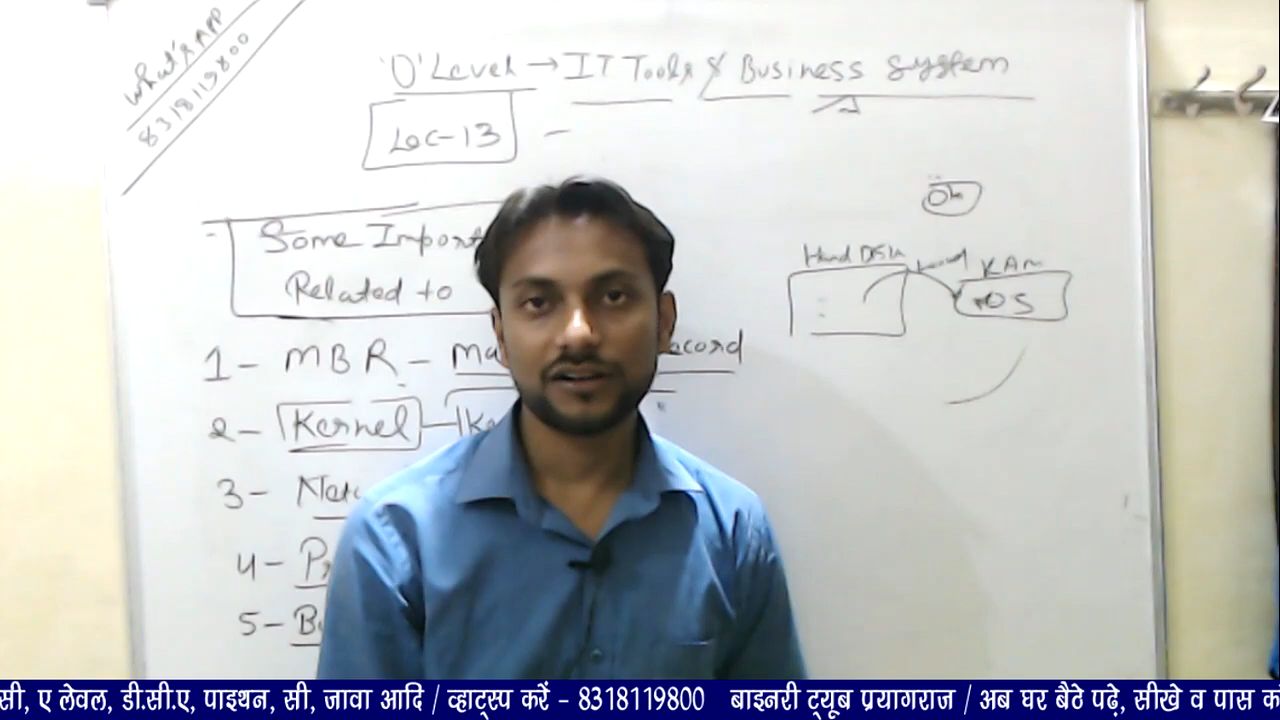 What's APP
8318119800
'O' Level → IT Tools & Business System
Lec-13 -
Some Import
Related to
1- MBR - Ma ecord
2- Kernel - Ke
3-
4- P
5- B
Hard Disk
RAM
OS
सी, ए लेवल, डी.सी.ए, पाइथन, सी, जावा आदि / व्हाट्स्प करें - 8318119800 बाइनरी ट्यूब प्रयागराज / अब घर बैठे पढ़े, सीखे व पास क